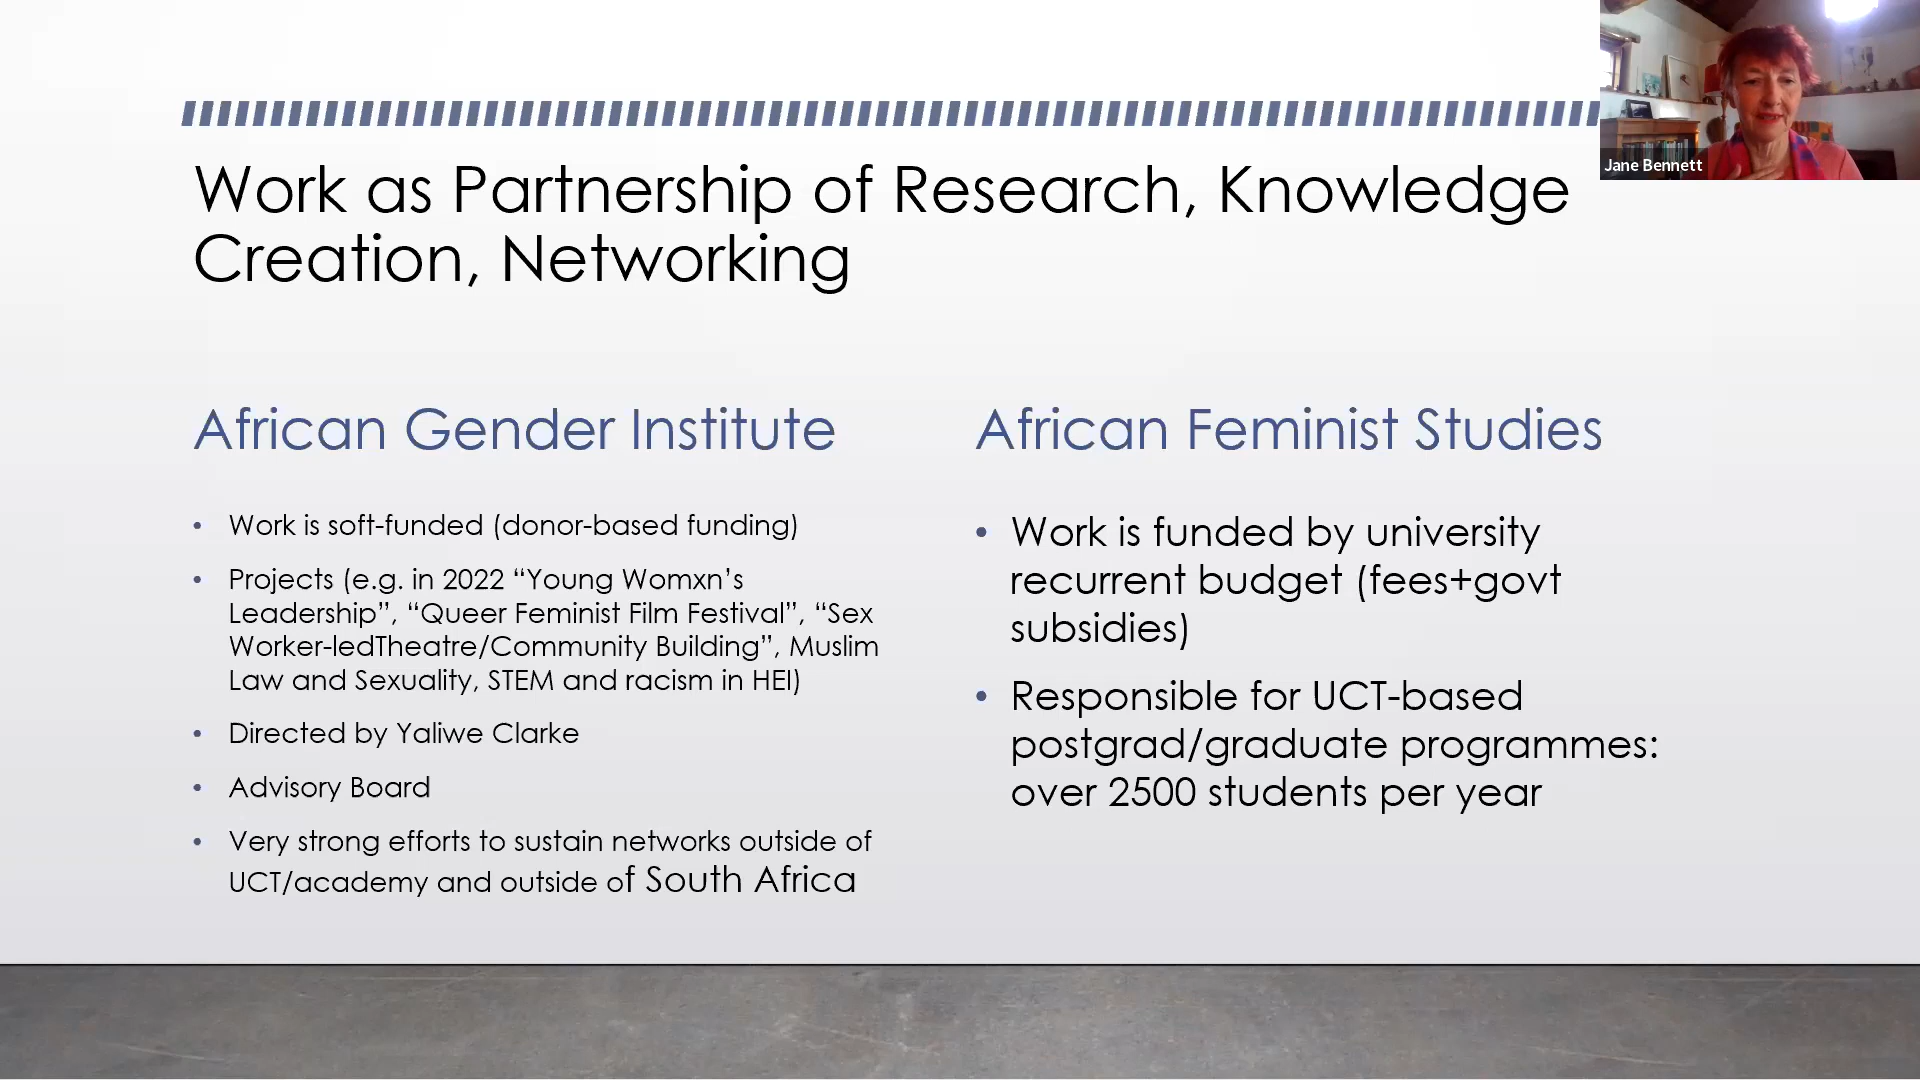 Jane Bennett
Work as Partnership of Research, Knowledge
Creation, Networking
African Gender Institute
• Work is soft-funded (donor-based funding)
• Projects (e.g. in 2022 “Young Womxn’s
Leadership”, “Queer Feminist Film Festival”, “Sex
Worker-ledTheatre/Community Building”, Muslim
Law and Sexuality, STEM and racism in HEI)
• Directed by Yaliwe Clarke
• Advisory Board
• Very strong efforts to sustain networks outside of
UCT/academy and outside of South Africa
African Feminist Studies
• Work is funded by university
recurrent budget (fees+govt
subsidies)
• Responsible for UCT-based
postgrad/graduate programmes:
over 2500 students per year